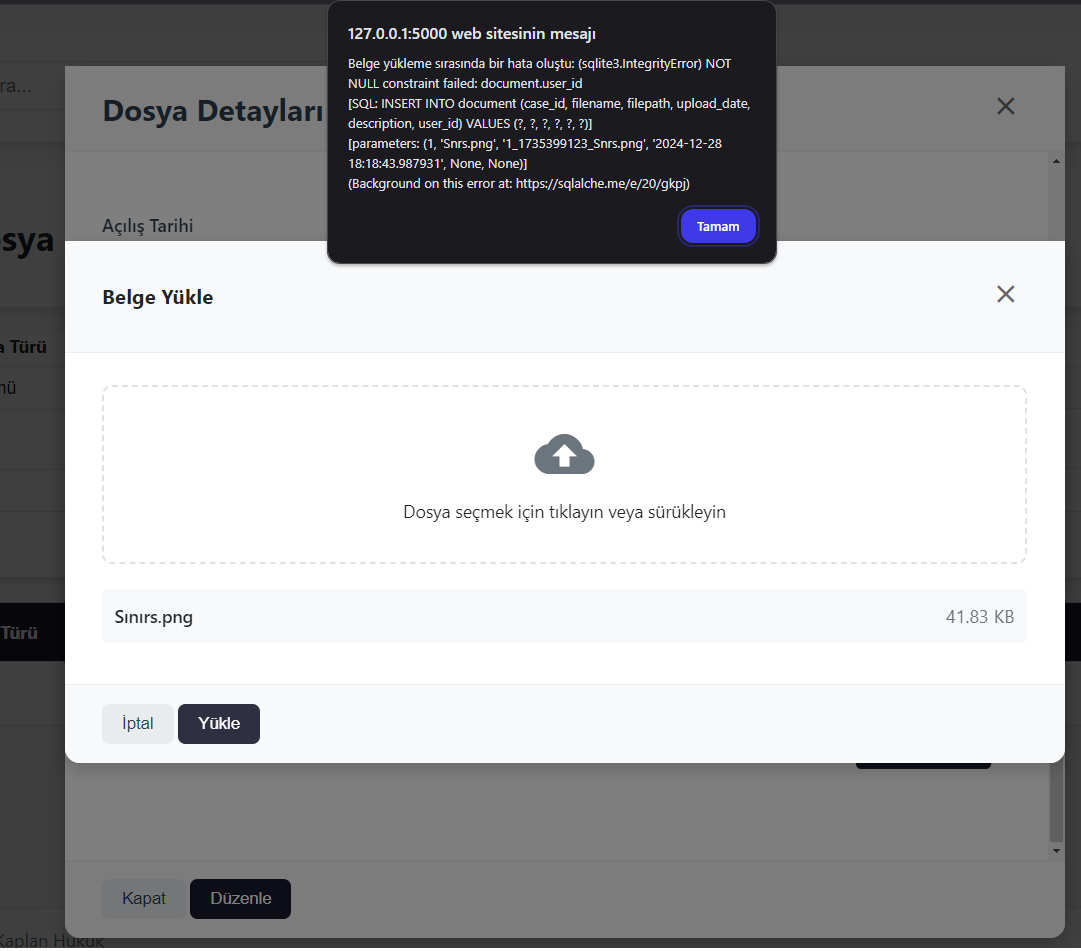 127.0.0.1:5000 web sitesinin mesajı
Belge yükleme sırasında bir hata oluştu: (sqlite3.IntegrityError) NOT
NULL constraint failed: document.user_id
[SQL: INSERT INTO document (case_id, filename, filepath, upload_date,
description, user_id) VALUES (?, ?, ?, ?, ?, ?)]
[parameters: (1, 'Snrs.png', '1_1735399123_Snrs.png', '2024-12-28
18:18:43.987931', None, None)]
(Background on this error at: https://sqlalche.me/e/20/gkpj)
Tamam
ra...
Dosya Detayları
Açılış Tarihi
osya
Belge Yükle
a Türü
nü
Dosya seçmek için tıklayın veya sürükleyin
Sınırs.png 41.83 KB
Türü
İptal Yükle
Kapat Düzenle
Kaplan Hukuk